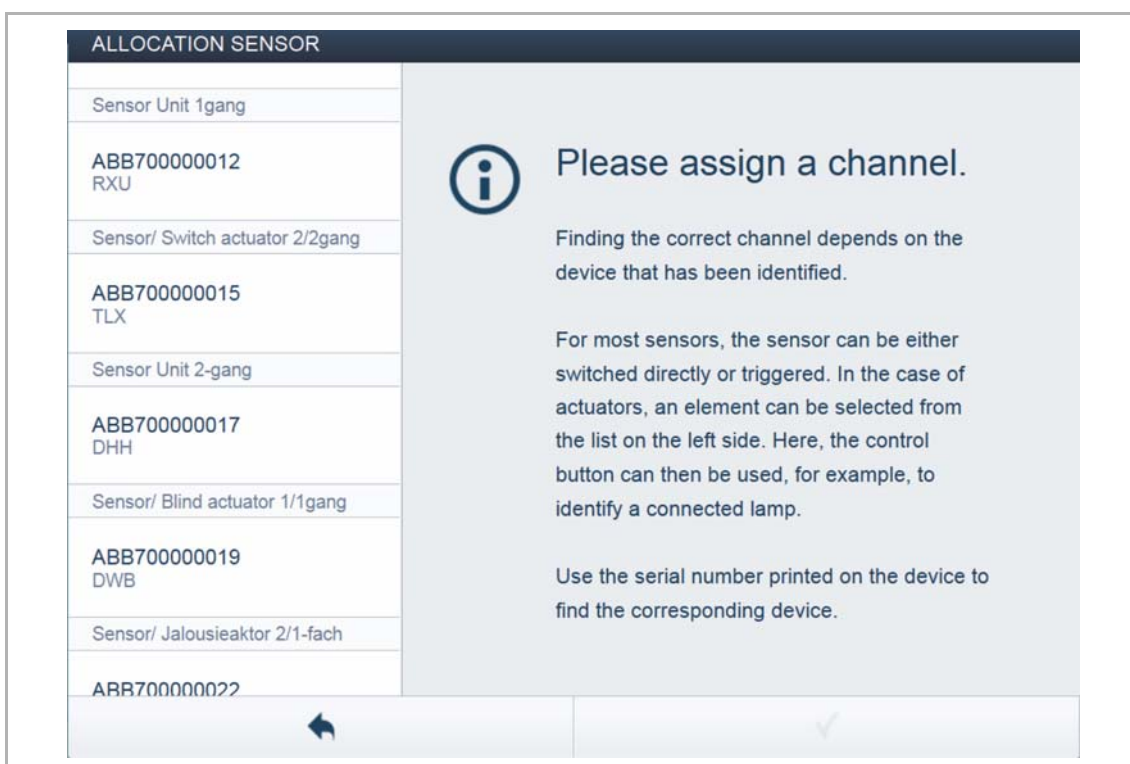 ALLOCATION SENSOR
Sensor Unit 1gang
ABB700000012
RXU
Sensor/ Switch actuator 2/2gang
ABB700000015
TLX
Sensor Unit 2-gang
ABB700000017
DHH
Sensor/ Blind actuator 1/1gang
ABB700000019
DWB
Sensor/ Jalousieaktor 2/1-fach
ABB700000022
Please assign a channel.
Finding the correct channel depends on the
device that has been identified.
For most sensors, the sensor can be either
switched directly or triggered. In the case of
actuators, an element can be selected from
the list on the left side. Here, the control
button can then be used, for example, to
identify a connected lamp.
Use the serial number printed on the device to
find the corresponding device.